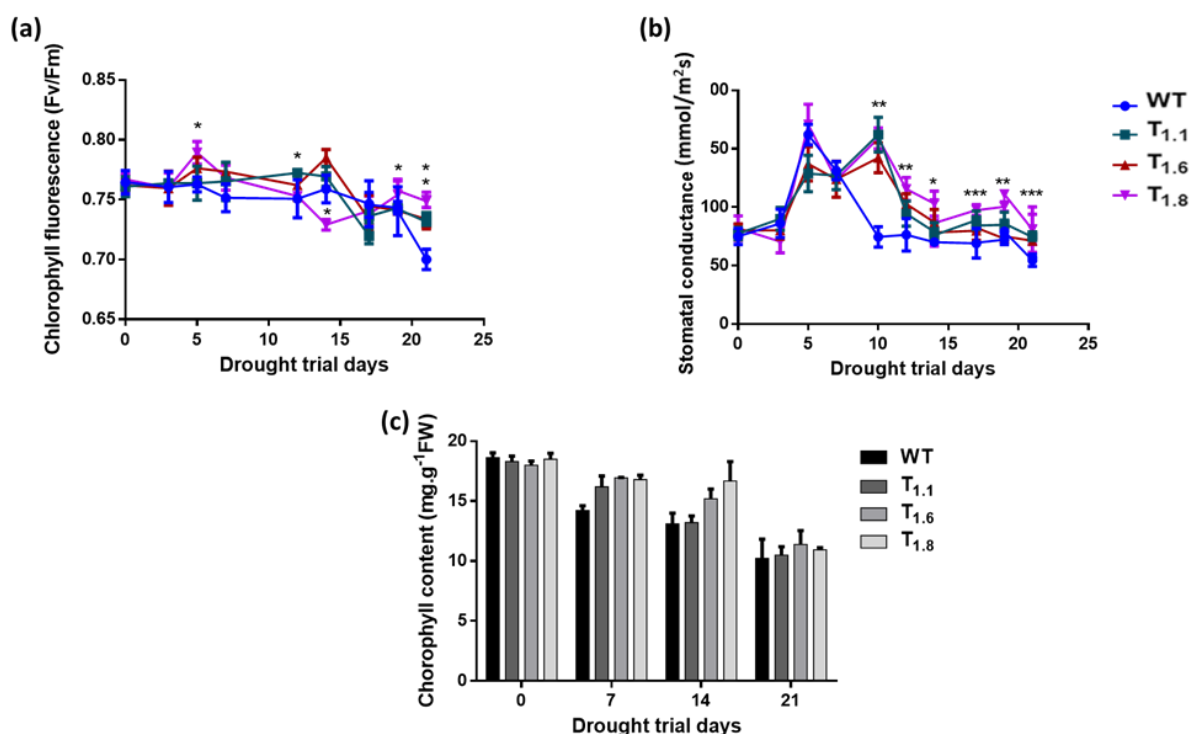 (a)
Chlorophyll fluorescence (Fv/Fm)
0.85
0.80
0.75
0.70
0.65
0
5
10
15
20
25
Drought trial days
*
*
*
*
*
*
(b)
Stomatal conductance (mmol/m²s)
00
50
100
50
0
0
5
10
15
20
25
Drought trial days
**
**
*
***
**
***
WT
T1.1
T1.6
T1.8
(c)
Chorophyll content (mg.g⁻¹FW)
20
15
10
5
0
0
7
14
21
Drought trial days
WT
T1.1
T1.6
T1.8